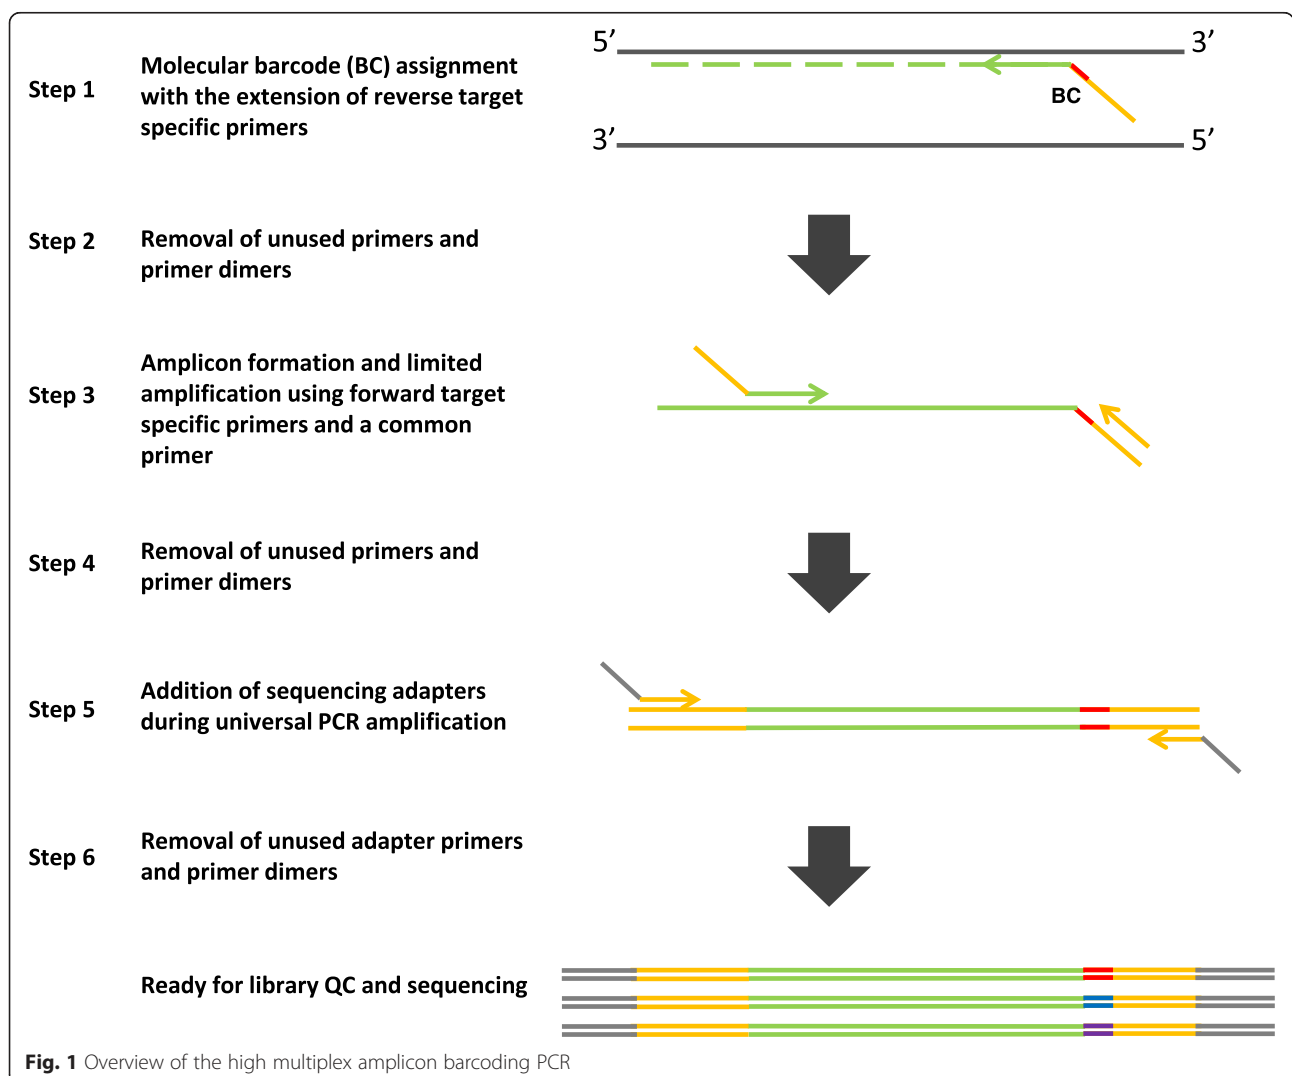 5’ 3’
Step 1
Molecular barcode (BC) assignment
with the extension of reverse target
specific primers
BC
3’ 5’
Step 2
Removal of unused primers and
primer dimers
Step 3
Amplicon formation and limited
amplification using forward target
specific primers and a common
primer
Step 4
Removal of unused primers and
primer dimers
Step 5
Addition of sequencing adapters
during universal PCR amplification
Step 6
Removal of unused adapter primers
and primer dimers
Ready for library QC and sequencing
Fig. 1 Overview of the high multiplex amplicon barcoding PCR